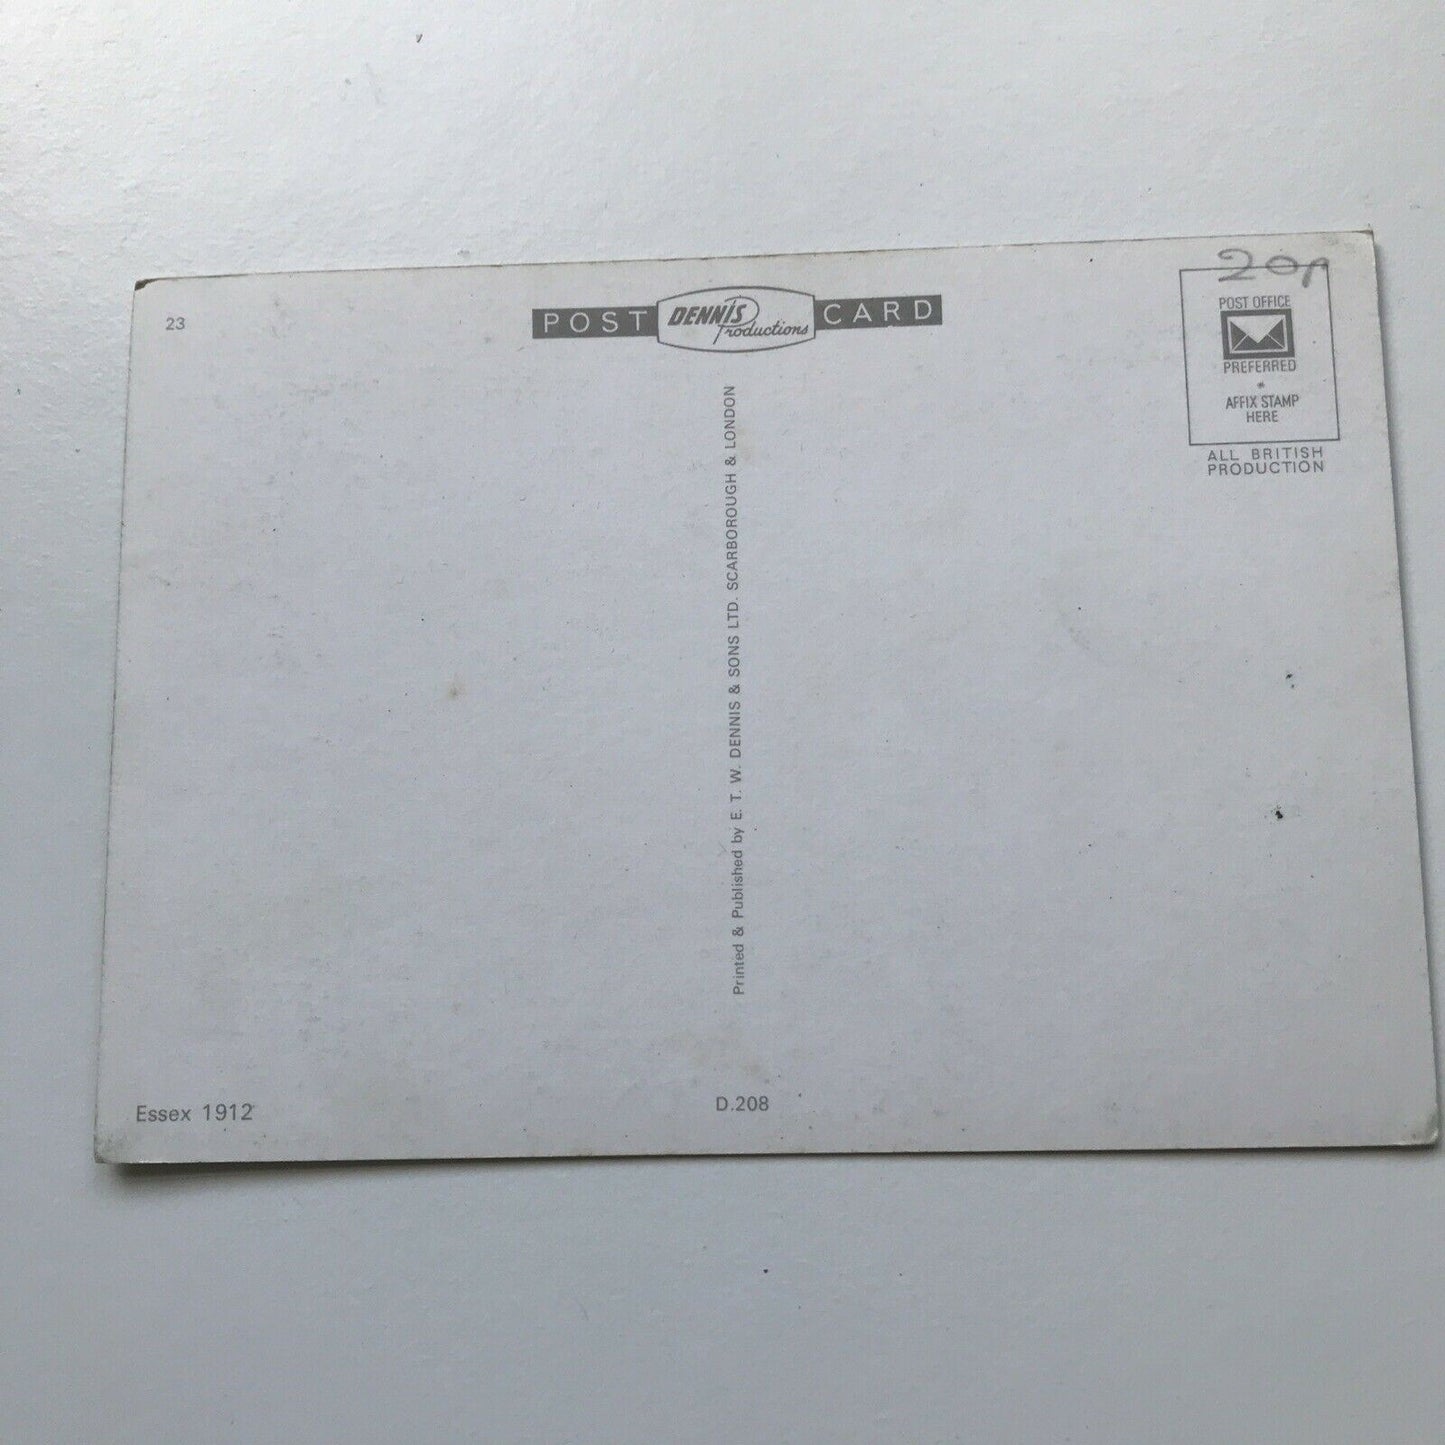 23
POST DENNIS Productions CARD
20p
POST OFFICE
PREFERRED
AFFIX STAMP
HERE
ALL BRITISH
PRODUCTION
Printed & Published by E. T. W. DENNIS & SONS LTD. SCARBOROUGH & LONDON
Essex 1912
D.208